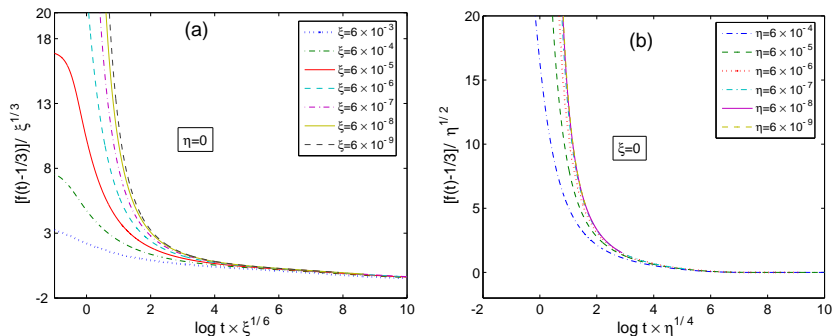 (a)
[f(t)-1/3)]/ ξ^{1/3}
20
18
13
8
3
-2
0
2
4
6
8
10
log t × ξ^{1/6}
η=0
ξ=6 × 10^{-3}
ξ=6 × 10^{-4}
ξ=6 × 10^{-5}
ξ=6 × 10^{-6}
ξ=6 × 10^{-7}
ξ=6 × 10^{-8}
ξ=6 × 10^{-9}
(b)
[f(t)-1/3]/ η^{1/2}
20
15
10
5
0
-2
0
2
4
6
8
10
log t × η^{1/4}
ξ=0
η=6 × 10^{-4}
η=6 × 10^{-5}
η=6 × 10^{-6}
η=6 × 10^{-7}
η=6 × 10^{-8}
η=6 × 10^{-9}